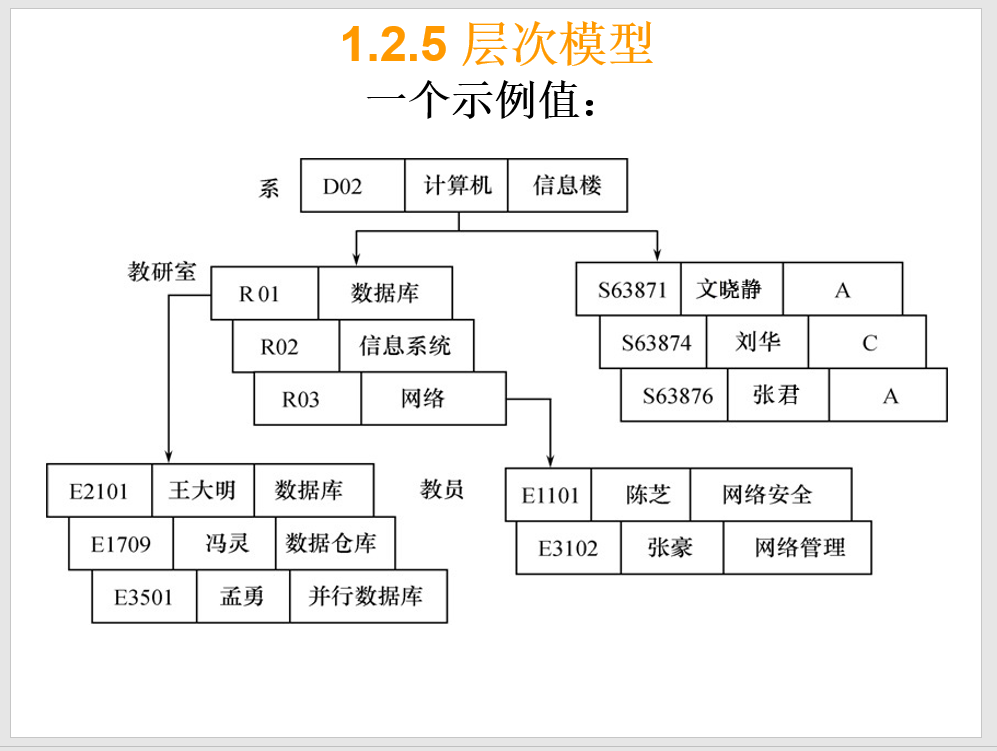 1.2.5 层次模型
一个示例值：
系 D02 计算机 信息楼
教研室
R01 数据库
R02 信息系统
R03 网络
S63871 文晓静 A
S63874 刘华 C
S63876 张君 A
E2101 王大明 数据库
E1709 冯灵 数据仓库
E3501 孟勇 并行数据库
教员
E1101 陈芝 网络安全
E3102 张豪 网络管理